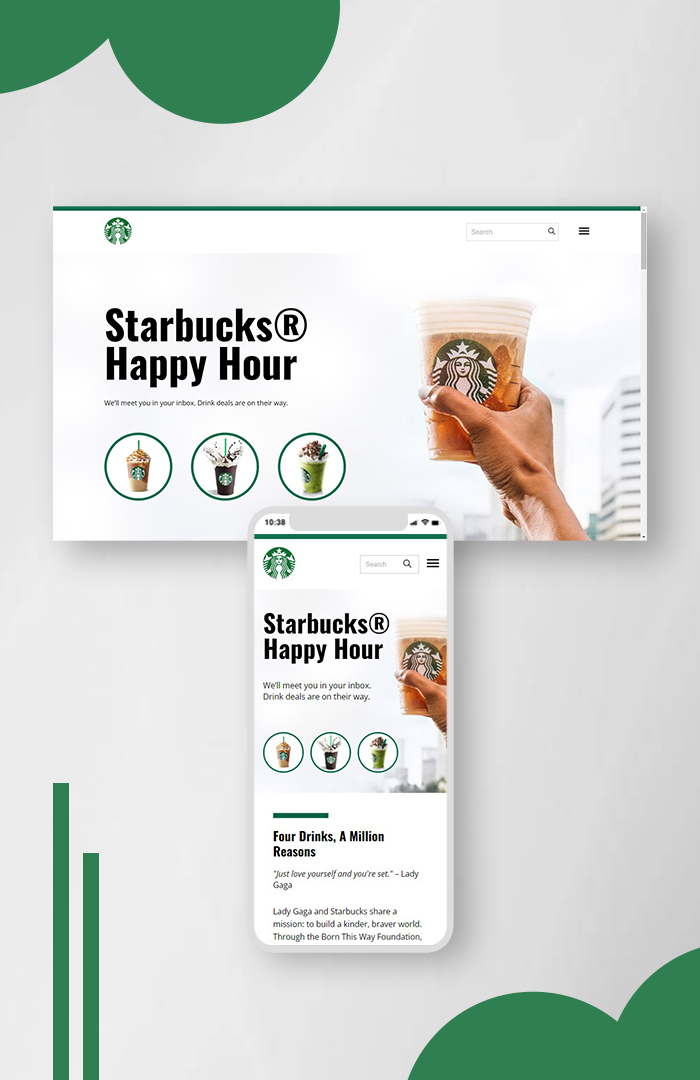 Search
Starbucks®
Happy Hour
We'll meet you in your inbox. Drink deals are on their way.
10:38
Search
Starbucks®
Happy Hour
We'll meet you in your inbox.
Drink deals are on their way.
Four Drinks, A Million
Reasons
"Just love yourself and you're set." – Lady
Gaga
Lady Gaga and Starbucks share a
mission: to build a kinder, braver world.
Through the Born This Way Foundation,